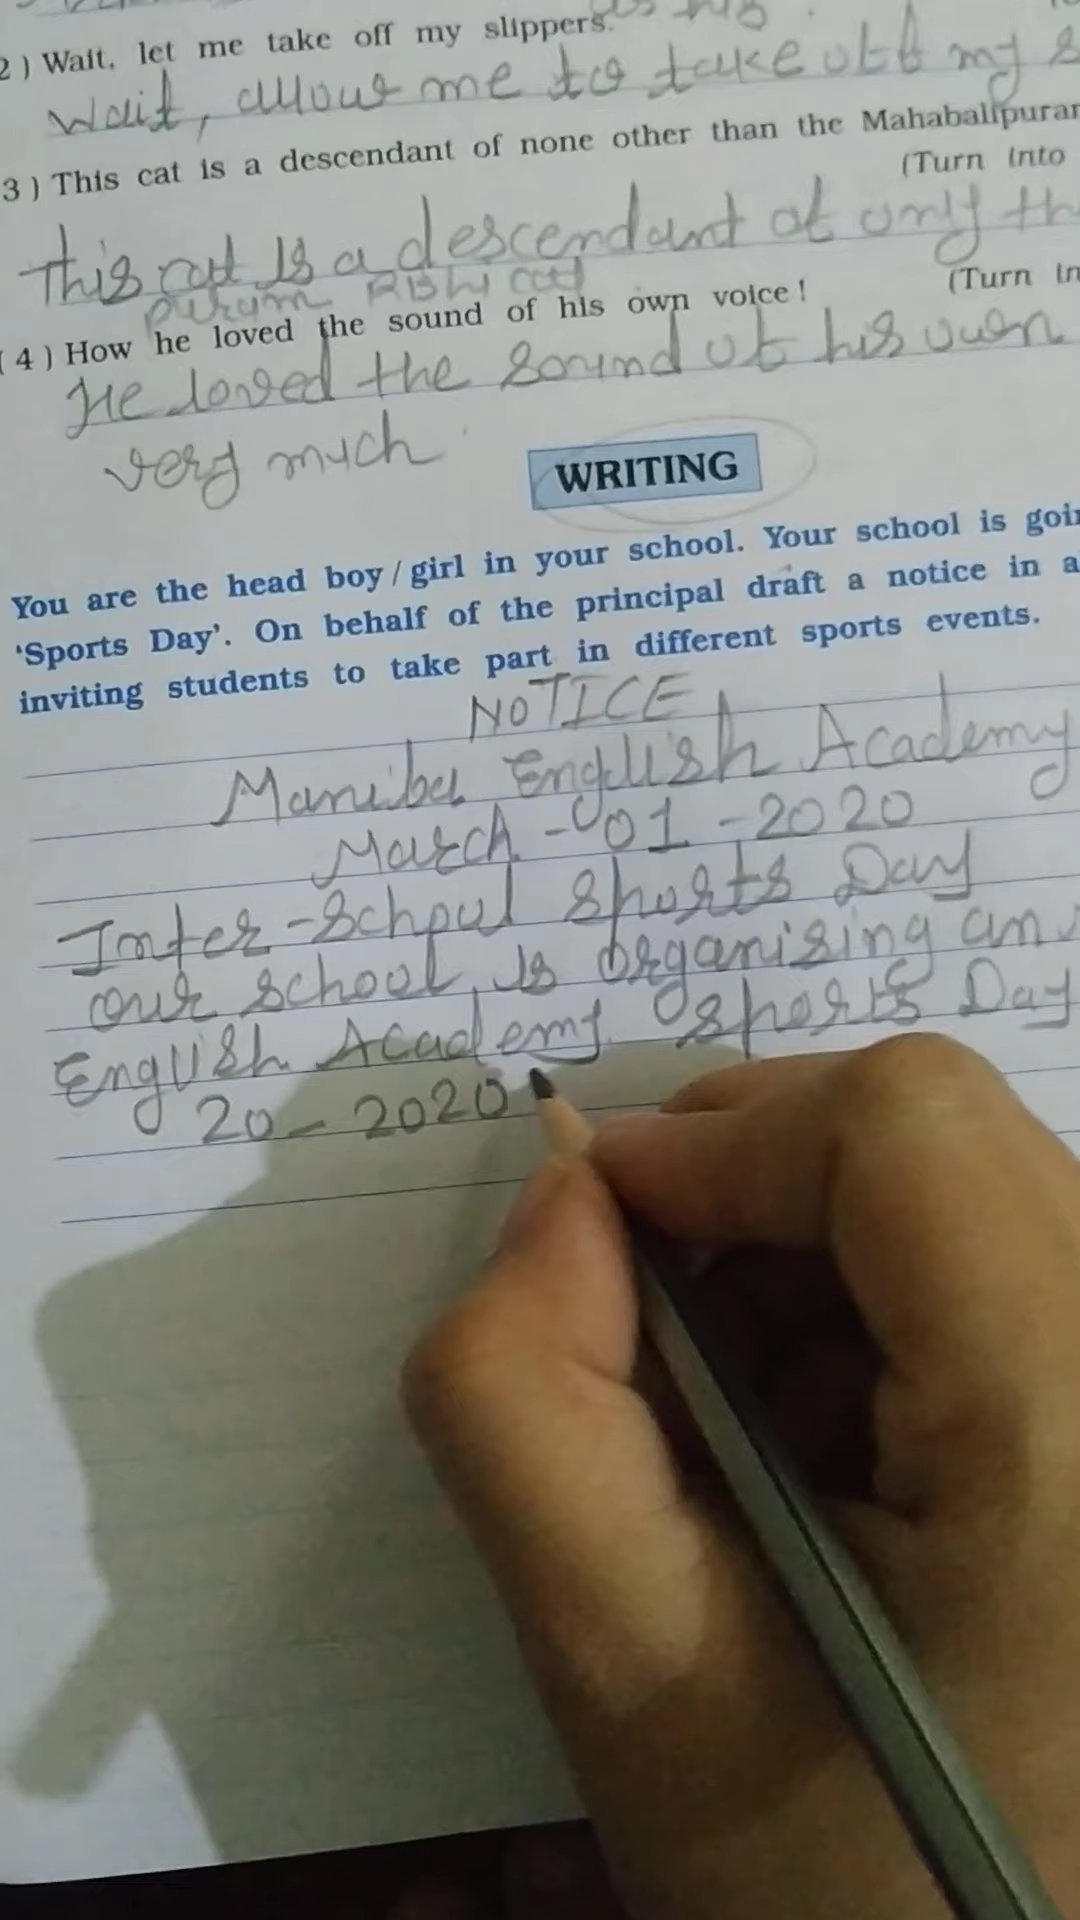 2 ) Wait, let me take off my slippers.
Wait, allow me to take off my s
3 ) This cat is a descendant of none other than the Mahabalipuram
(Turn into
This cat is a descendant of only th
puram Rishi cat
( 4 ) How he loved the sound of his own voice !
(Turn in
He loved the sound of his own
very much
WRITING
You are the head boy / girl in your school. Your school is goin
'Sports Day'. On behalf of the principal draft a notice in a
inviting students to take part in different sports events.
NOTICE
Maniba English Academy
March - 01 - 2020
Inter - School Sports Day
our school is organising an
English Academy Sports Day
20 - 2020